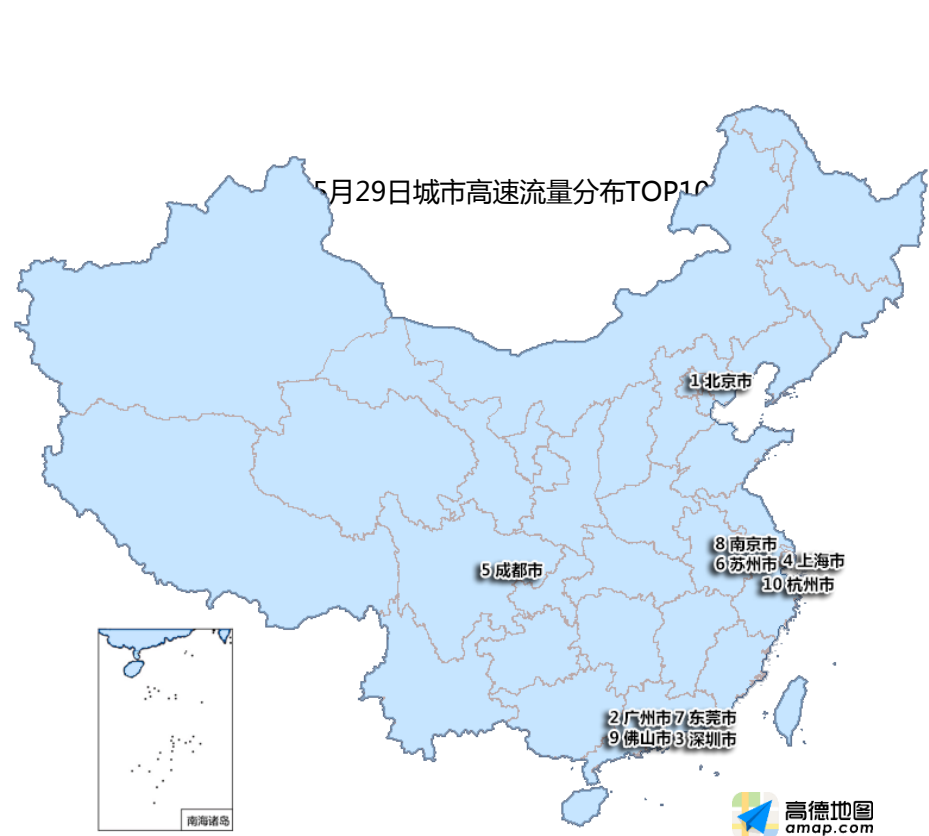 5月29日城市高速流量分布TOP10
1 北京市
8 南京市
6 苏州市
4 上海市
10 杭州市
5 成都市
2 广州市
7 东莞市
9 佛山市
3 深圳市
南海诸岛
高德地图
amap.com